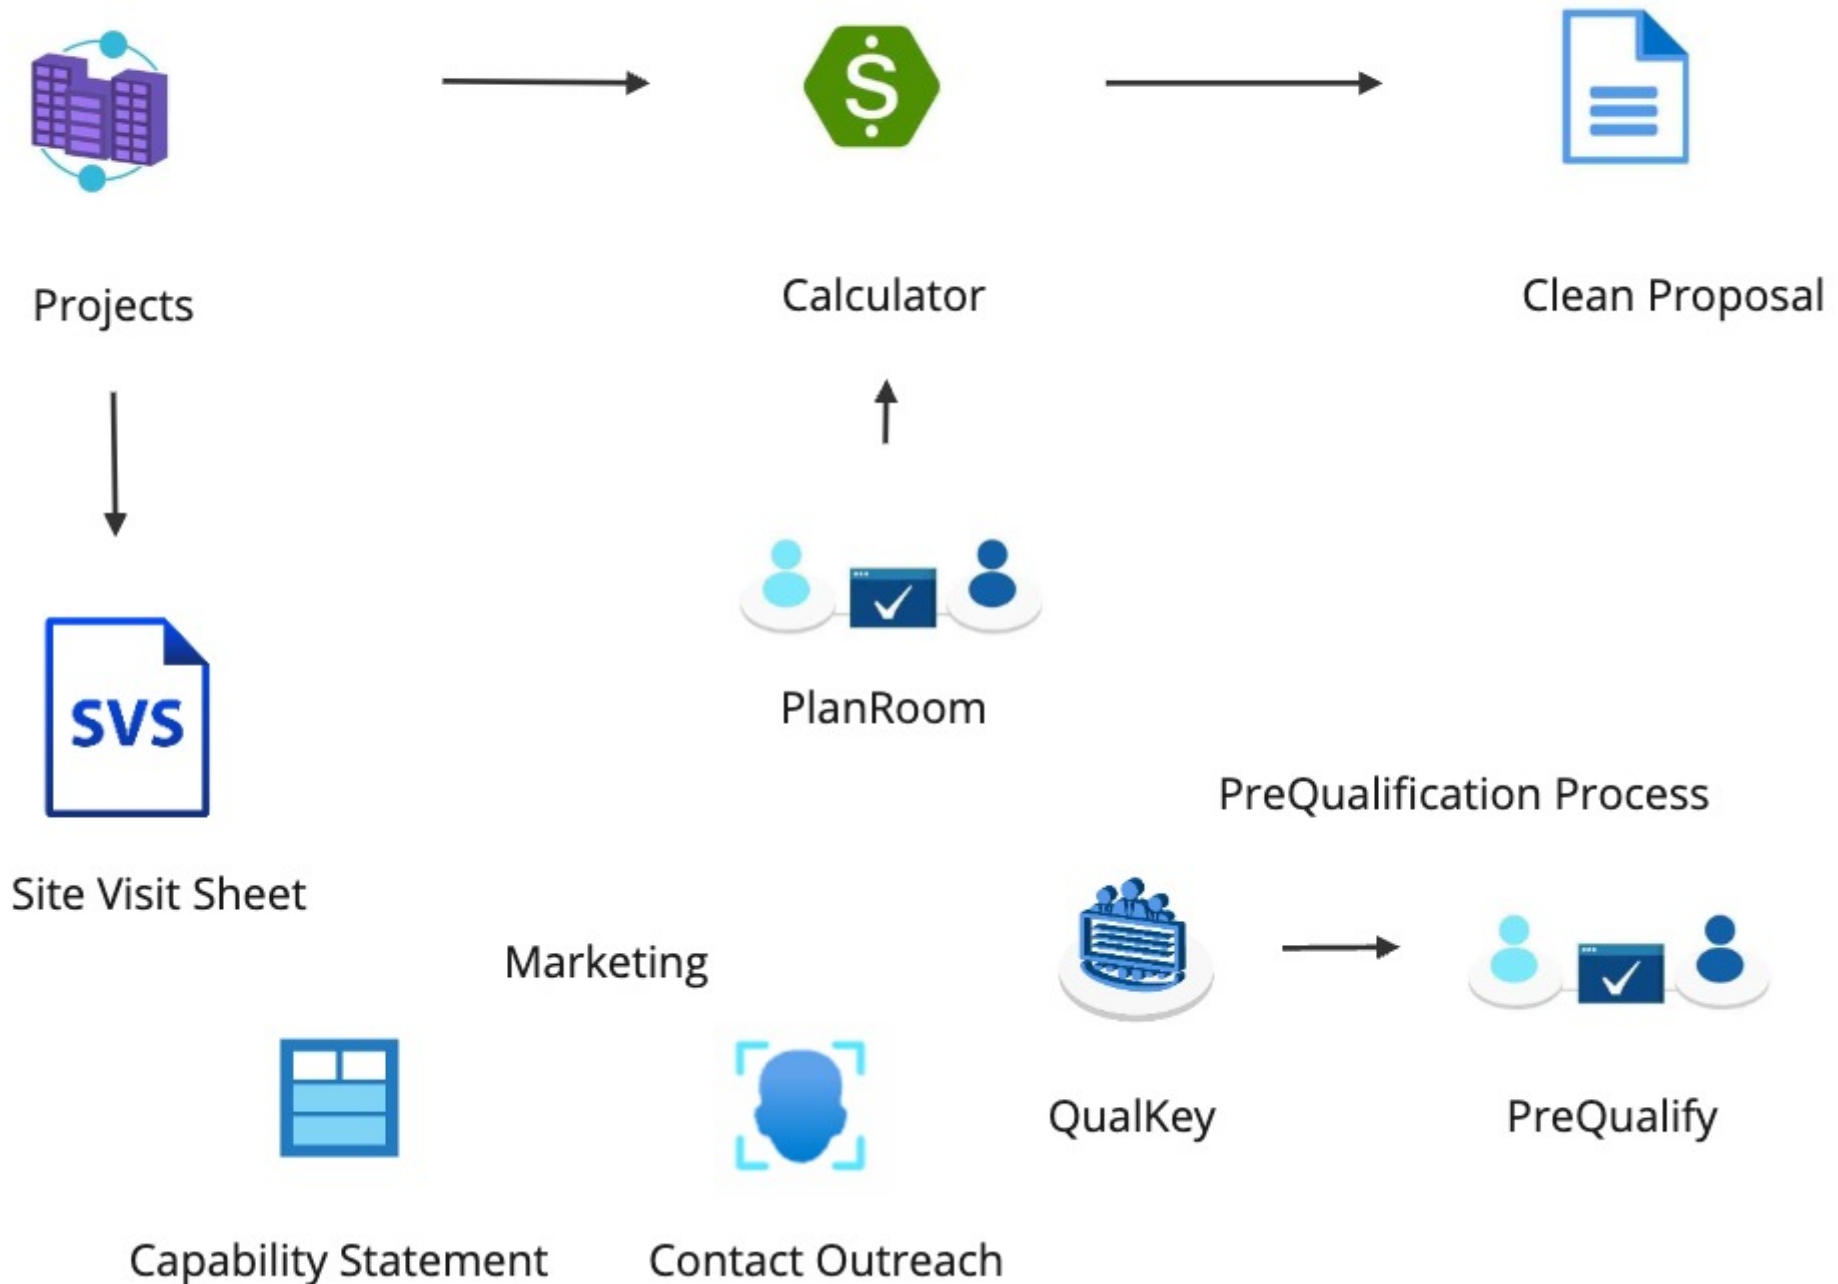 S
Projects
Calculator
Clean Proposal
SVS
PlanRoom
Site Visit Sheet
PreQualification Process
Marketing
QualKey
PreQualify
Capability Statement
Contact Outreach